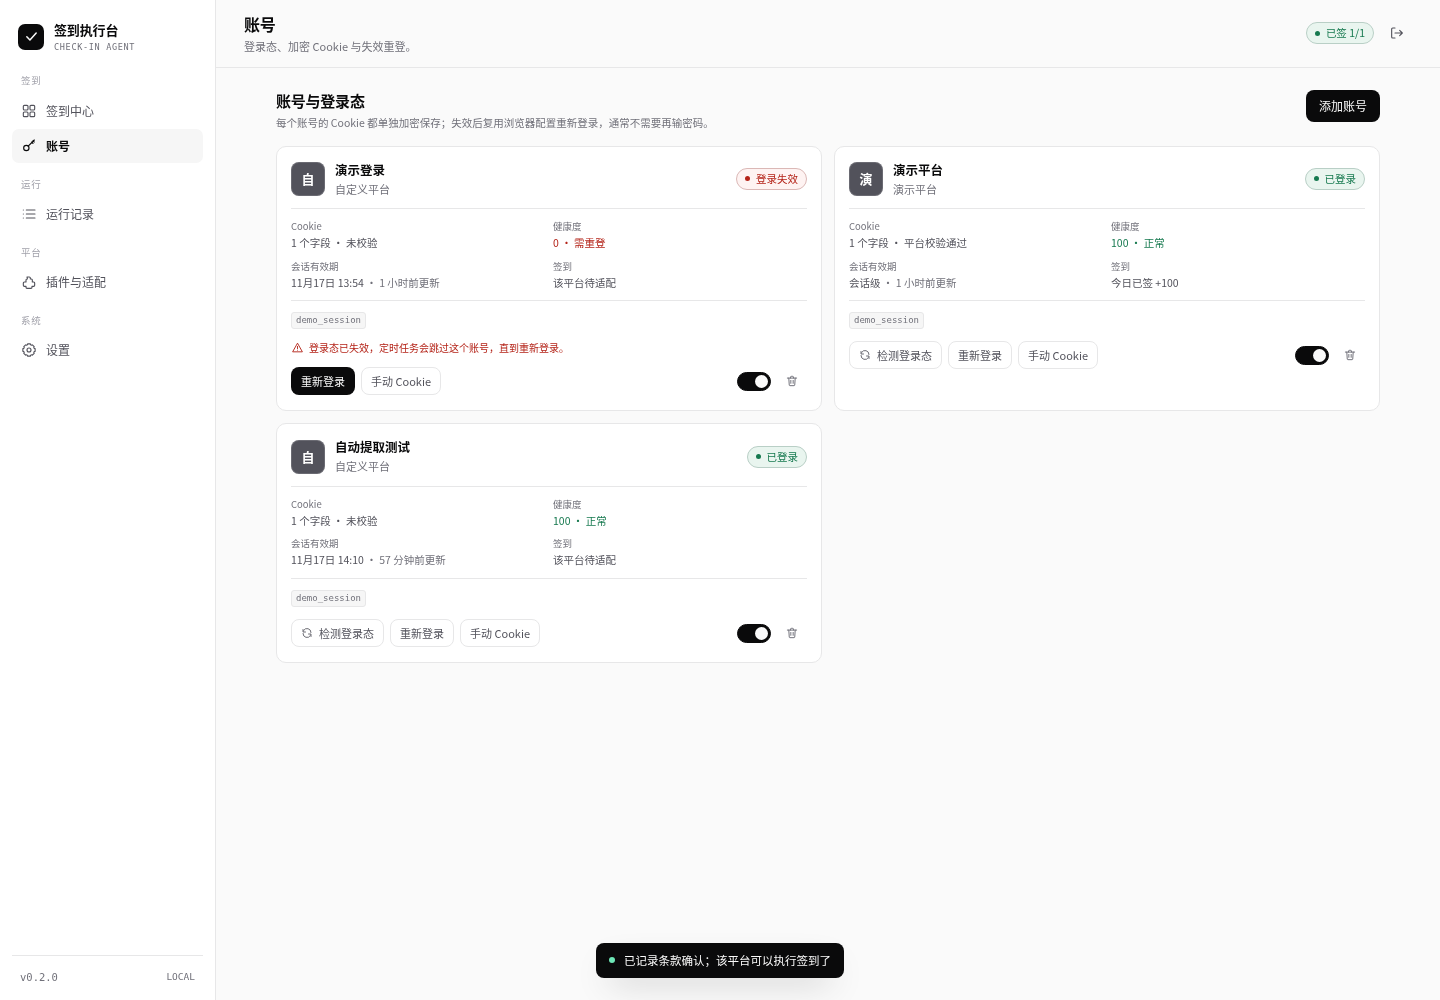 签到执行台
CHECK-IN AGENT
签到
签到中心
账号
运行
运行记录
平台
插件与适配
系统
设置
v0.2.0
LOCAL
账号
登录态、加密 Cookie 与失效重登。
已签 1/1
账号与登录态
每个账号的 Cookie 都单独加密保存；失效后复用浏览器配置重新登录，通常不需要再输密码。
添加账号
自
演示登录
自定义平台
登录失效
Cookie
1 个字段 · 未校验
健康度
0 · 需重登
会话有效期
11月17日 13:54 · 1 小时前更新
签到
该平台待适配
demo_session
登录态已失效，定时任务会跳过这个账号，直到重新登录。
重新登录
手动 Cookie
演
演示平台
演示平台
已登录
Cookie
1 个字段 · 平台校验通过
健康度
100 · 正常
会话有效期
会话级 · 1 小时前更新
签到
今日已签 +100
demo_session
检测登录态
重新登录
手动 Cookie
自
自动提取测试
自定义平台
已登录
Cookie
1 个字段 · 未校验
健康度
100 · 正常
会话有效期
11月17日 14:10 · 57 分钟前更新
签到
该平台待适配
demo_session
检测登录态
重新登录
手动 Cookie
已记录条款确认；该平台可以执行签到了